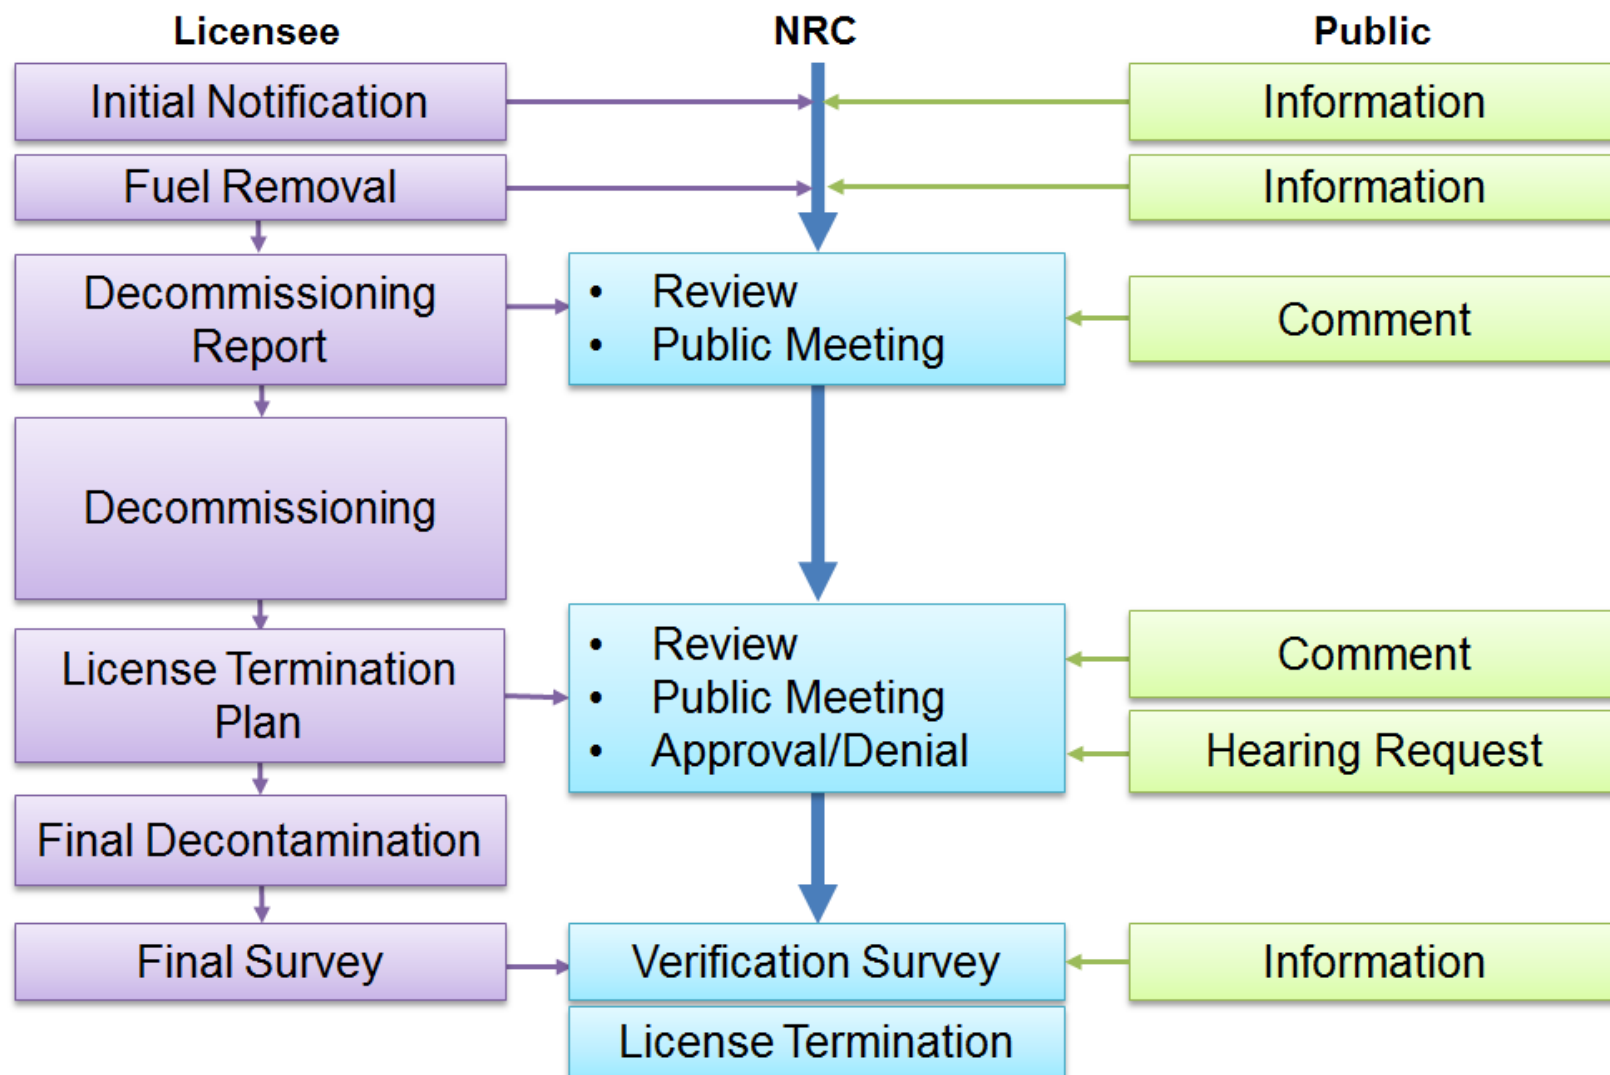 Licensee
NRC
Public
Initial Notification
Information
Fuel Removal
Information
Decommissioning
Report
• Review
• Public Meeting
Comment
Decommissioning
License Termination
Plan
• Review
• Public Meeting
• Approval/Denial
Comment
Hearing Request
Final Decontamination
Final Survey
Verification Survey
Information
License Termination